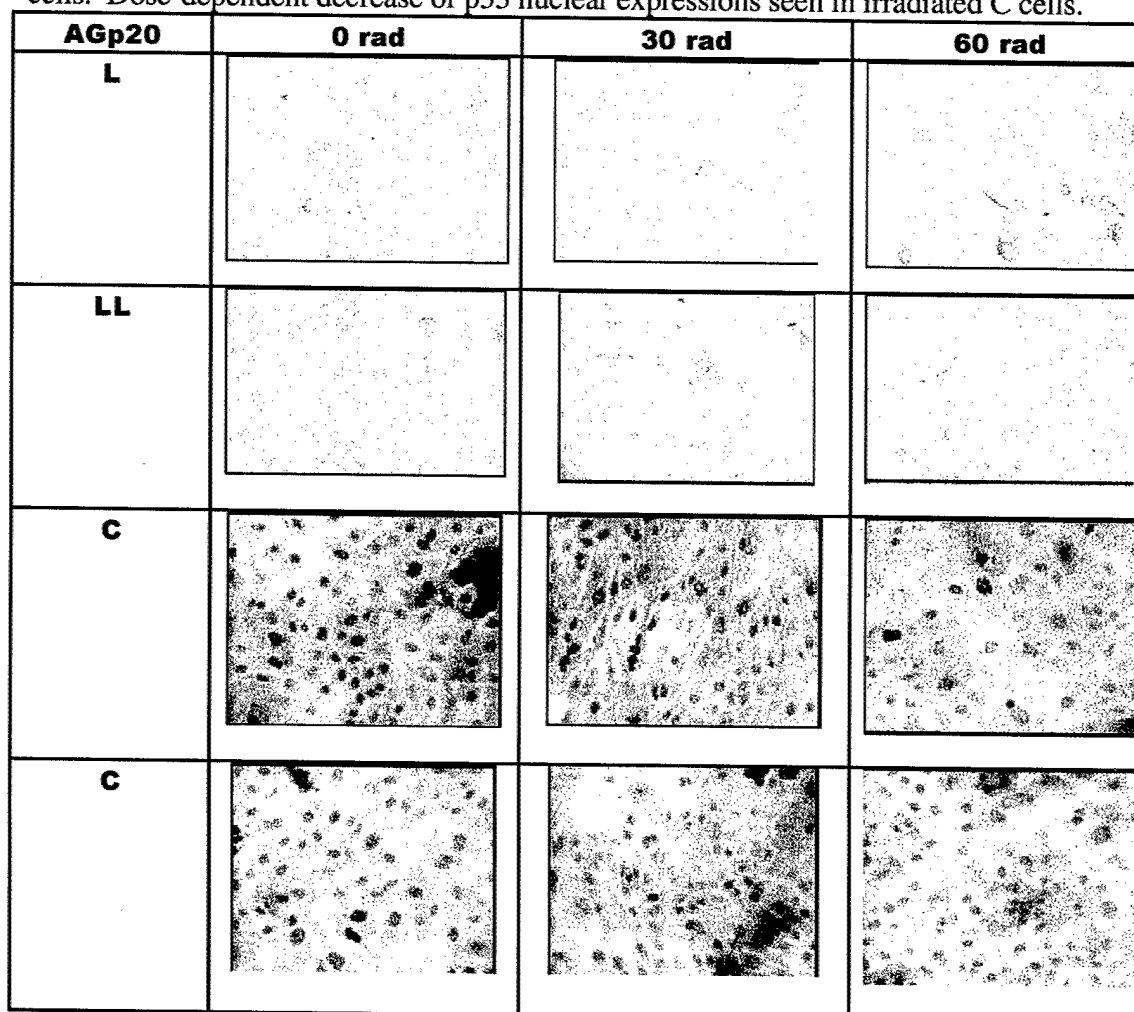 cells. Dose-dependent decrease of p53 nuclear expressions seen in irradiated C cells.
AGp20 0 rad 30 rad 60 rad
L
LL
C
C